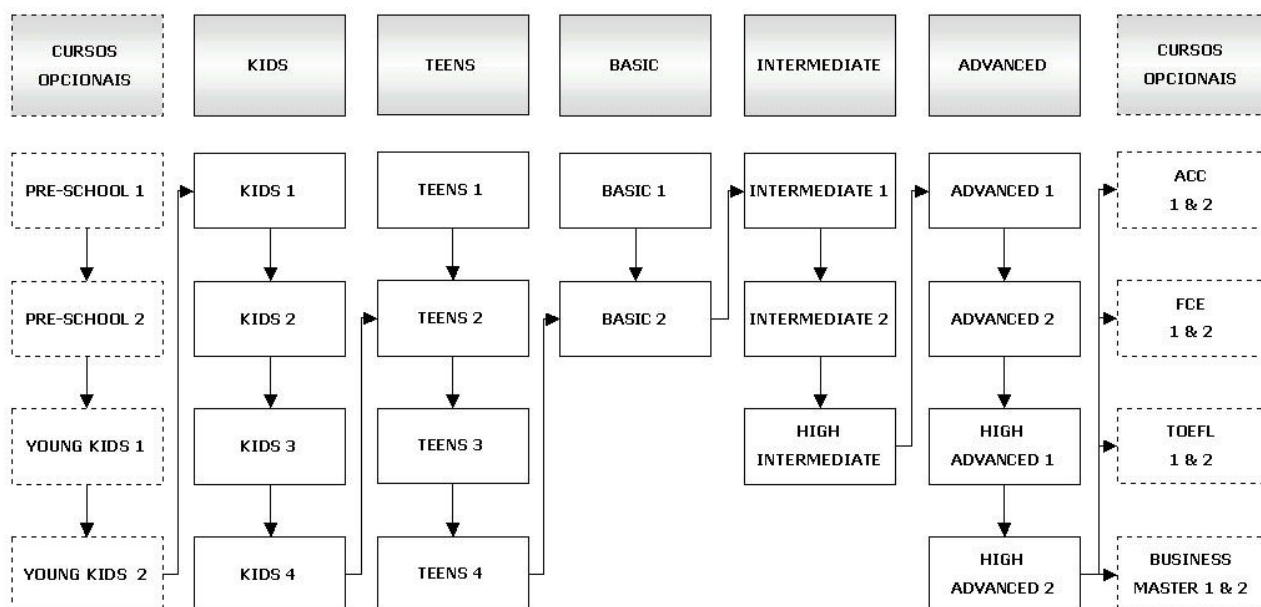 CURSOS
OPCIONAIS
KIDS
TEENS
BASIC
INTERMEDIATE
ADVANCED
CURSOS
OPCIONAIS
PRE-SCHOOL 1
KIDS 1
TEENS 1
BASIC 1
INTERMEDIATE 1
ADVANCED 1
ACC
1 & 2
PRE-SCHOOL 2
KIDS 2
TEENS 2
BASIC 2
INTERMEDIATE 2
ADVANCED 2
FCE
1 & 2
YOUNG KIDS 1
KIDS 3
TEENS 3
HIGH
INTERMEDIATE
HIGH
ADVANCED 1
TOEFL
1 & 2
YOUNG KIDS 2
KIDS 4
TEENS 4
HIGH
ADVANCED 2
BUSINESS
MASTER 1 & 2